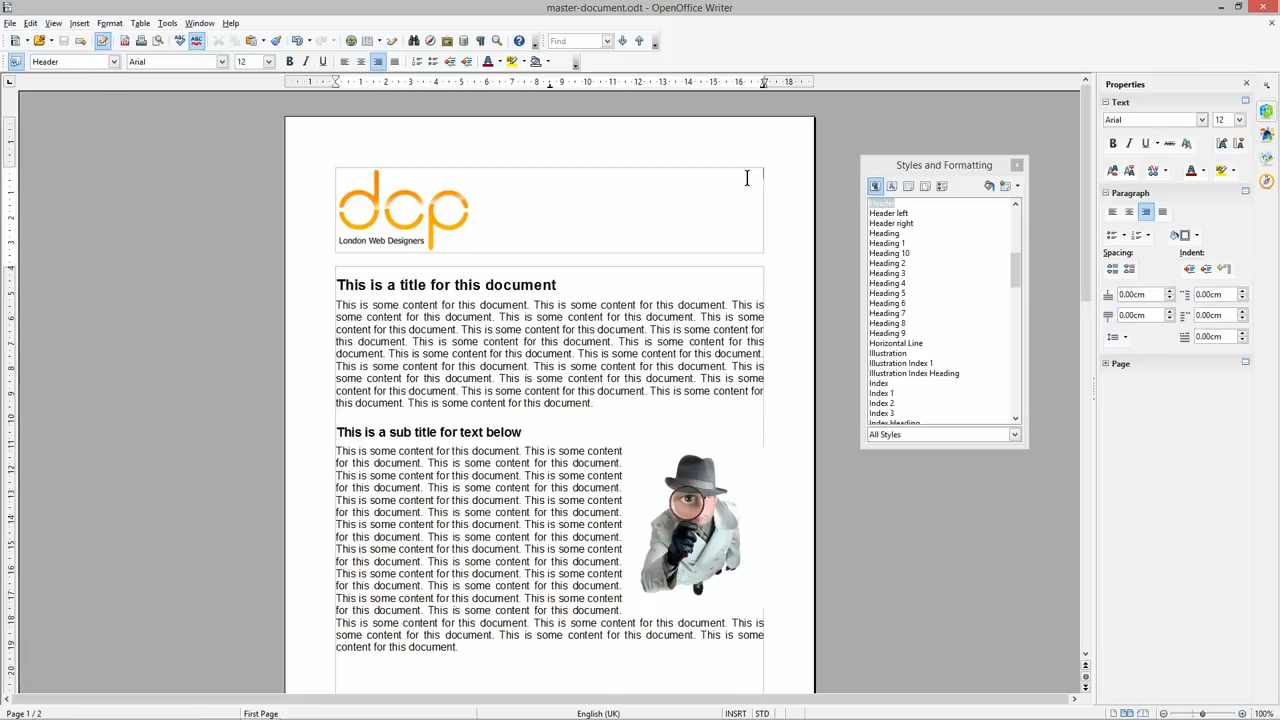 master-document.odt - OpenOffice Writer
File Edit View Insert Format Table Tools Window Help
Find
Header Arial 12 B I U
1 1 2 3 4 5 6 7 8 9 10 11 12 13 14 15 16 17 18
dcp
London Web Designers
This is a title for this document
This is some content for this document. This is some content for this document. This is
some content for this document. This is some content for this document. This is some
content for this document. This is some content for this document. This is some content for
this document. This is some content for this document. This is some content for this
document. This is some content for this document. This is some content for this document.
This is some content for this document. This is some content for this document. This is
some content for this document. This is some content for this document. This is some
content for this document. This is some content for this document. This is some content for
this document. This is some content for this document.
This is a sub title for text below
This is some content for this document. This is some content
for this document. This is some content for this document.
This is some content for this document. This is some content
for this document. This is some content for this document.
This is some content for this document. This is some content
for this document. This is some content for this document.
This is some content for this document. This is some content
for this document. This is some content for this document.
This is some content for this document. This is some content
for this document. This is some content for this document.
This is some content for this document. This is some content
for this document. This is some content for this document.
This is some content for this document. This is some content
for this document. This is some content for this document.
This is some content for this document. This is some content for this document. This is
some content for this document. This is some content for this document. This is some
content for this document.
Styles and Formatting
Header
Header left
Header right
Heading
Heading 1
Heading 10
Heading 2
Heading 3
Heading 4
Heading 5
Heading 6
Heading 7
Heading 8
Heading 9
Horizontal Line
Illustration
Illustration Index 1
Illustration Index Heading
Index
Index 1
Index 2
Index 3
Index Heading
All Styles
Properties
Text
Arial 12
B I U
Paragraph
Spacing: Indent:
0.00cm 0.00cm
0.00cm 0.00cm
0.00cm
Page
Page 1 / 2 First Page English (UK) INSRT STD 100%